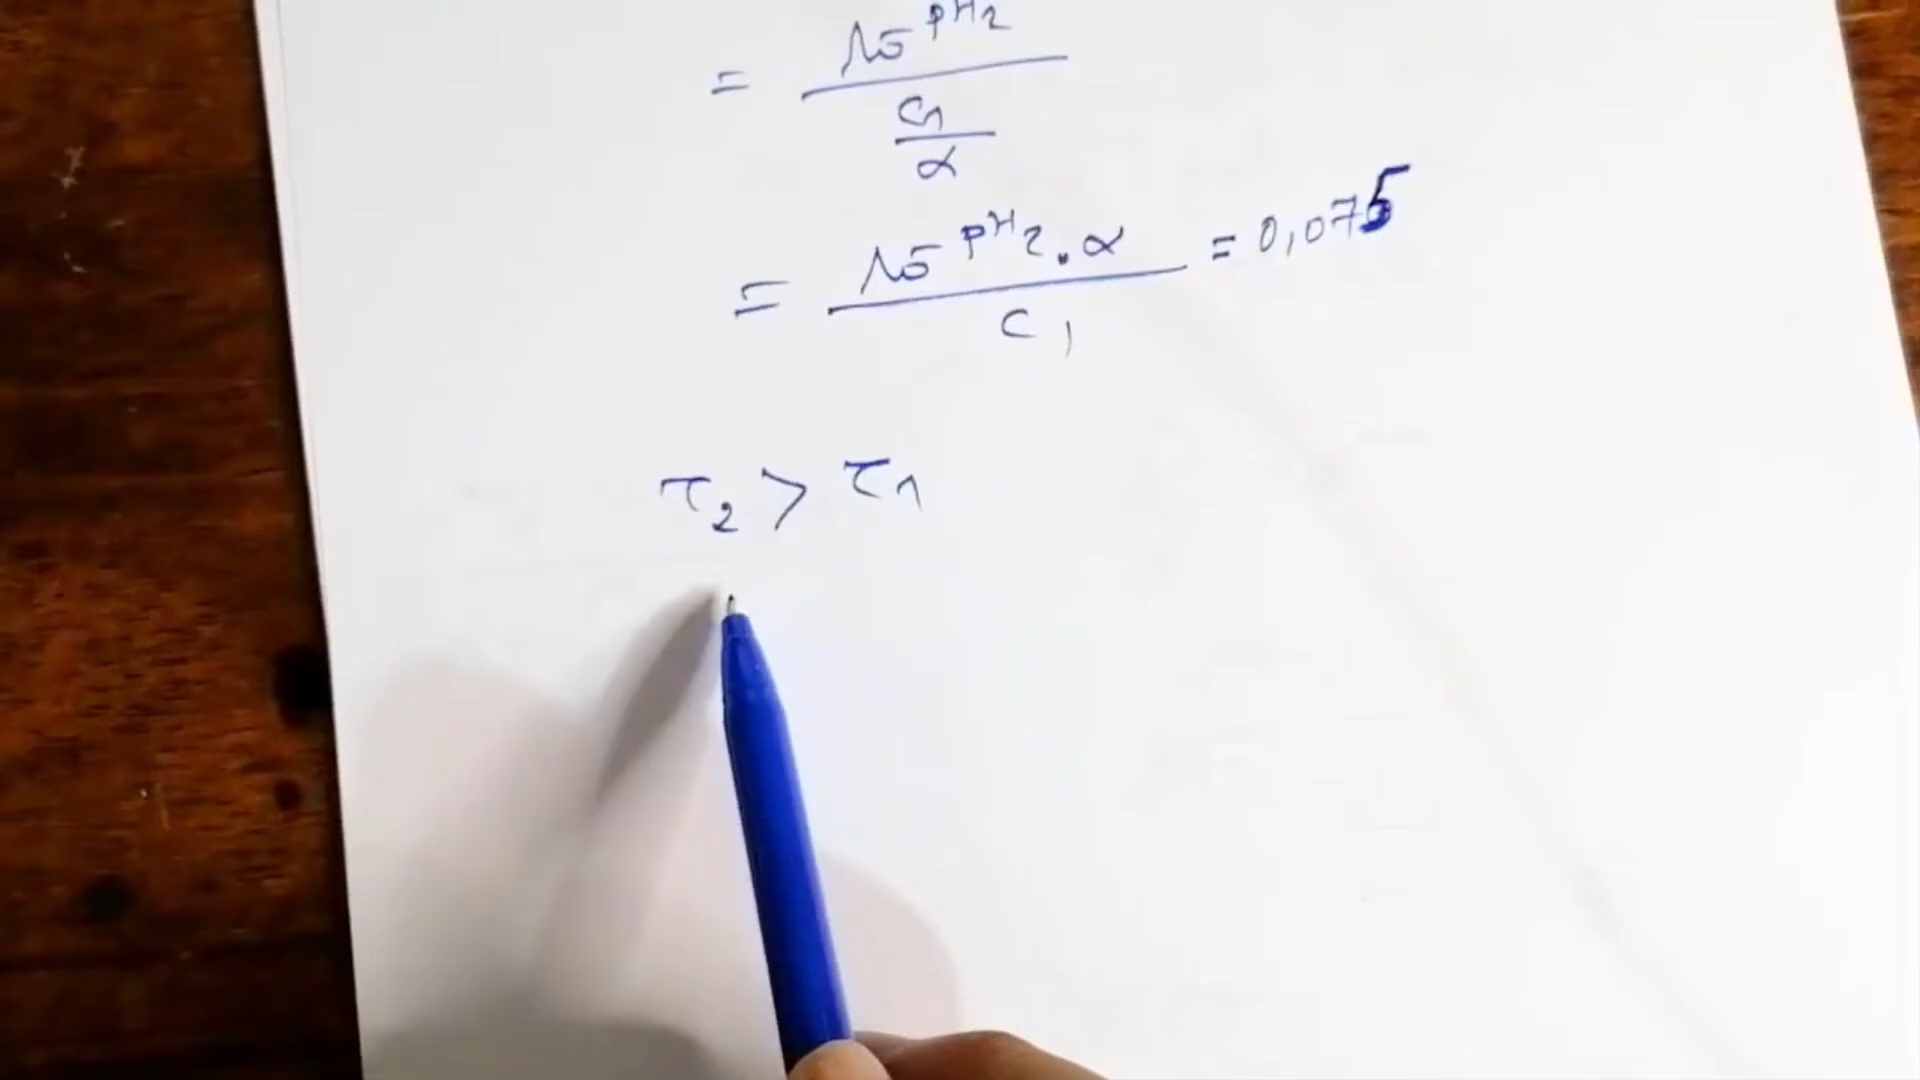 = 10^-pH2 / (C1 / α)
= 10^-pH2 . α / C1 = 0,075
τ2 > τ1